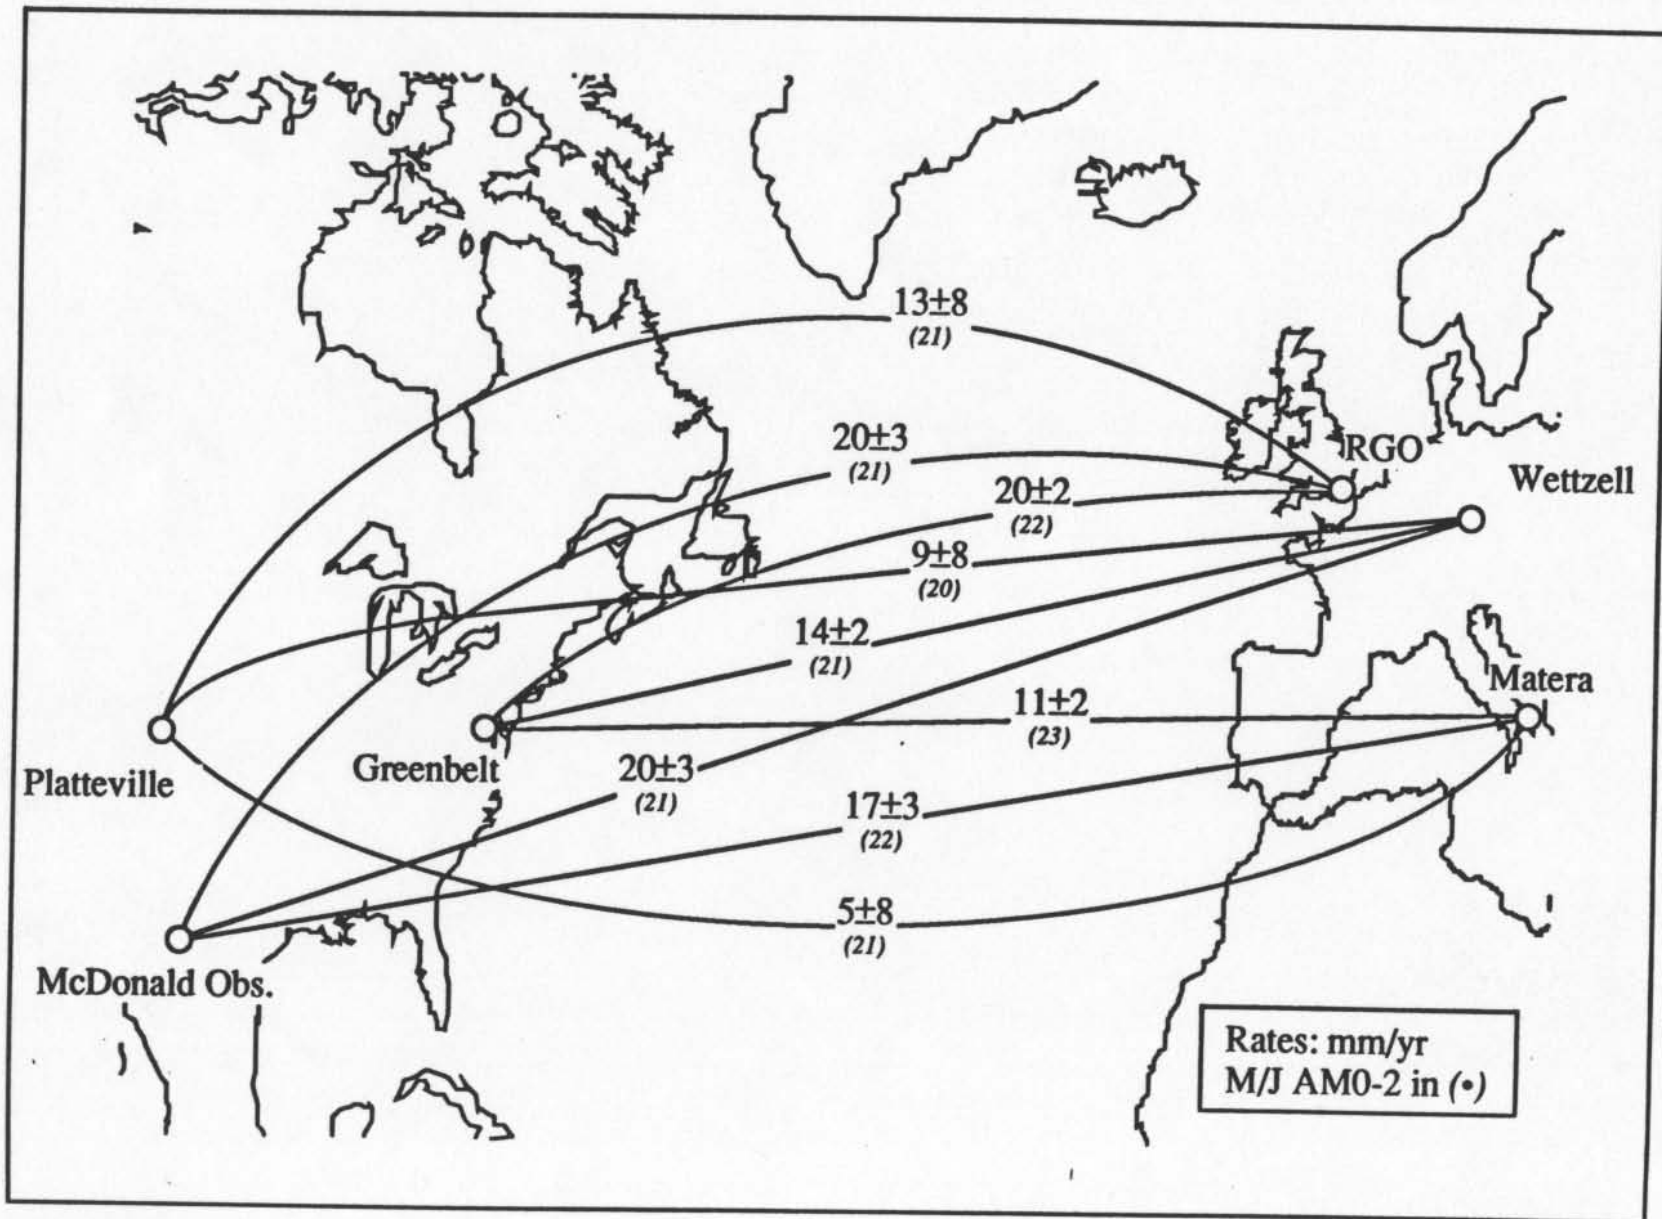 13±8
(21)
20±3
(21)
RGO
20±2
(22)
Wettzell
9±8
(20)
14±2
(21)
Matera
11±2
(23)
Greenbelt
20±3
(21)
Platteville
17±3
(22)
5±8
(21)
McDonald Obs.
Rates: mm/yr
M/J AM0-2 in (•)